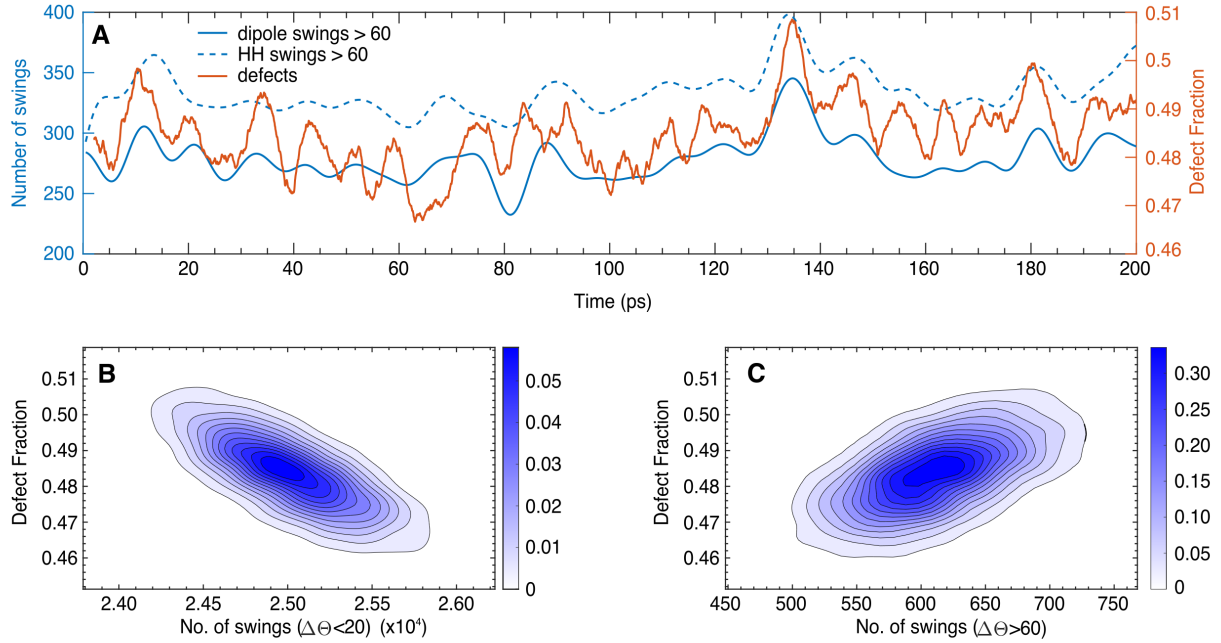 A
dipole swings > 60
HH swings > 60
defects
Number of swings
400
350
300
250
200
Defect Fraction
0.51
0.5
0.49
0.48
0.47
0.46
0 20 40 60 80 100 120 140 160 180 200
Time (ps)
B
Defect Fraction
0.51
0.50
0.49
0.48
0.47
0.46
2.40 2.45 2.50 2.55 2.60
No. of swings (ΔΘ<20) (x10⁴)
0.05
0.04
0.03
0.02
0.01
0
C
Defect Fraction
0.51
0.50
0.49
0.48
0.47
0.46
450 500 550 600 650 700 750
No. of swings (ΔΘ>60)
0.30
0.25
0.20
0.15
0.10
0.05
0